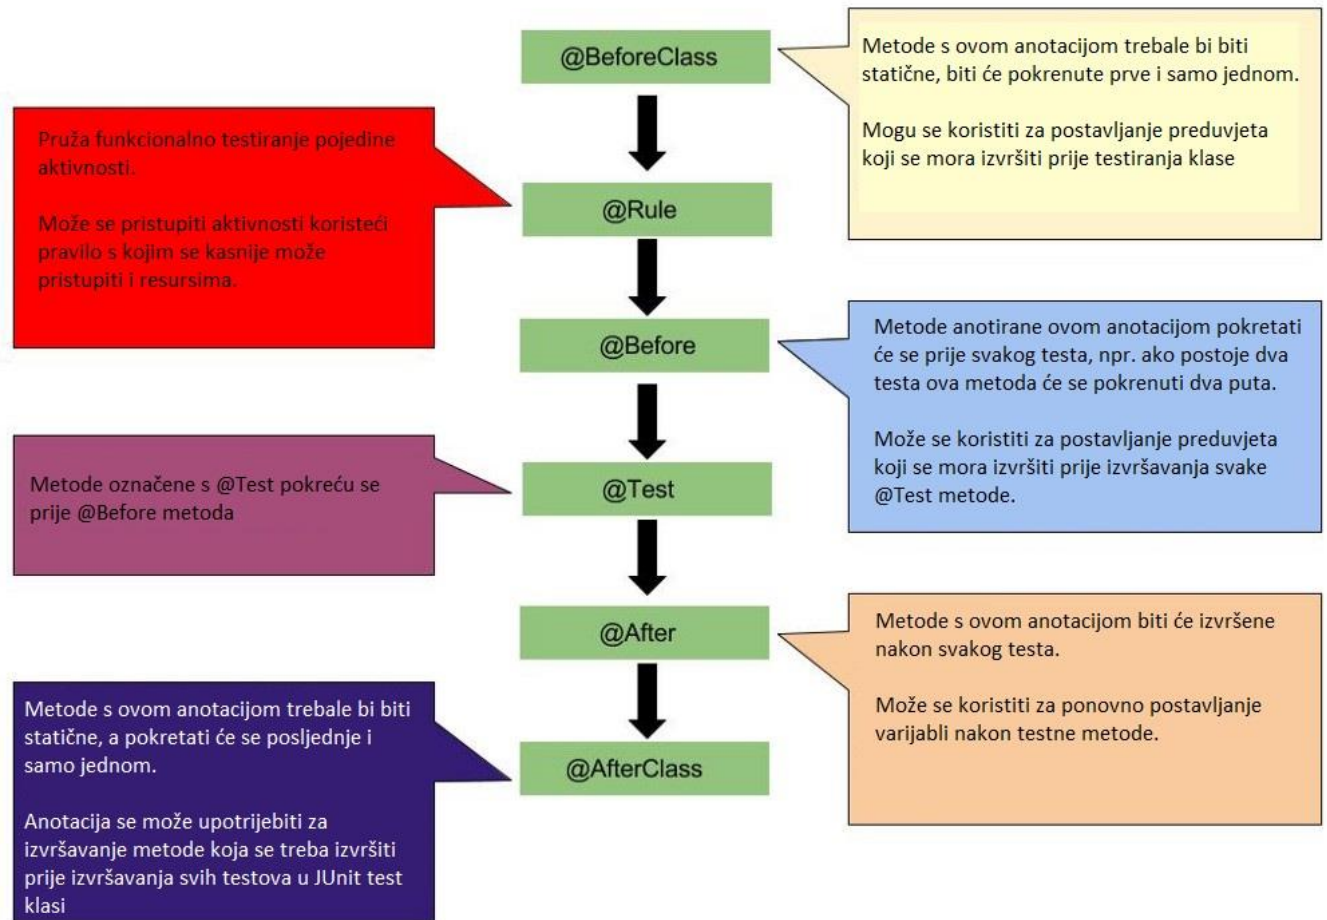 @BeforeClass
Metode s ovom anotacijom trebale bi biti
statične, biti će pokrenute prve i samo jednom.
Mogu se koristiti za postavljanje preduvjeta
koji se mora izvršiti prije testiranja klase
Pruža funkcionalno testiranje pojedine
aktivnosti.
Može se pristupiti aktivnosti koristeći
pravilo s kojim se kasnije može
pristupiti i resursima.
@Rule
@Before
Metode anotirane ovom anotacijom pokretati
će se prije svakog testa, npr. ako postoje dva
testa ova metoda će se pokrenuti dva puta.
Može se koristiti za postavljanje preduvjeta
koji se mora izvršiti prije izvršavanja svake
@Test metode.
Metode označene s @Test pokreću se
prije @Before metoda
@Test
@After
Metode s ovom anotacijom biti će izvršene
nakon svakog testa.
Može se koristiti za ponovno postavljanje
varijabli nakon testne metode.
Metode s ovom anotacijom trebale bi biti
statične, a pokretati će se posljednje i
samo jednom.
Anotacija se može upotrijebiti za
izvršavanje metode koja se treba izvršiti
prije izvršavanja svih testova u JUnit test
klasi
@AfterClass